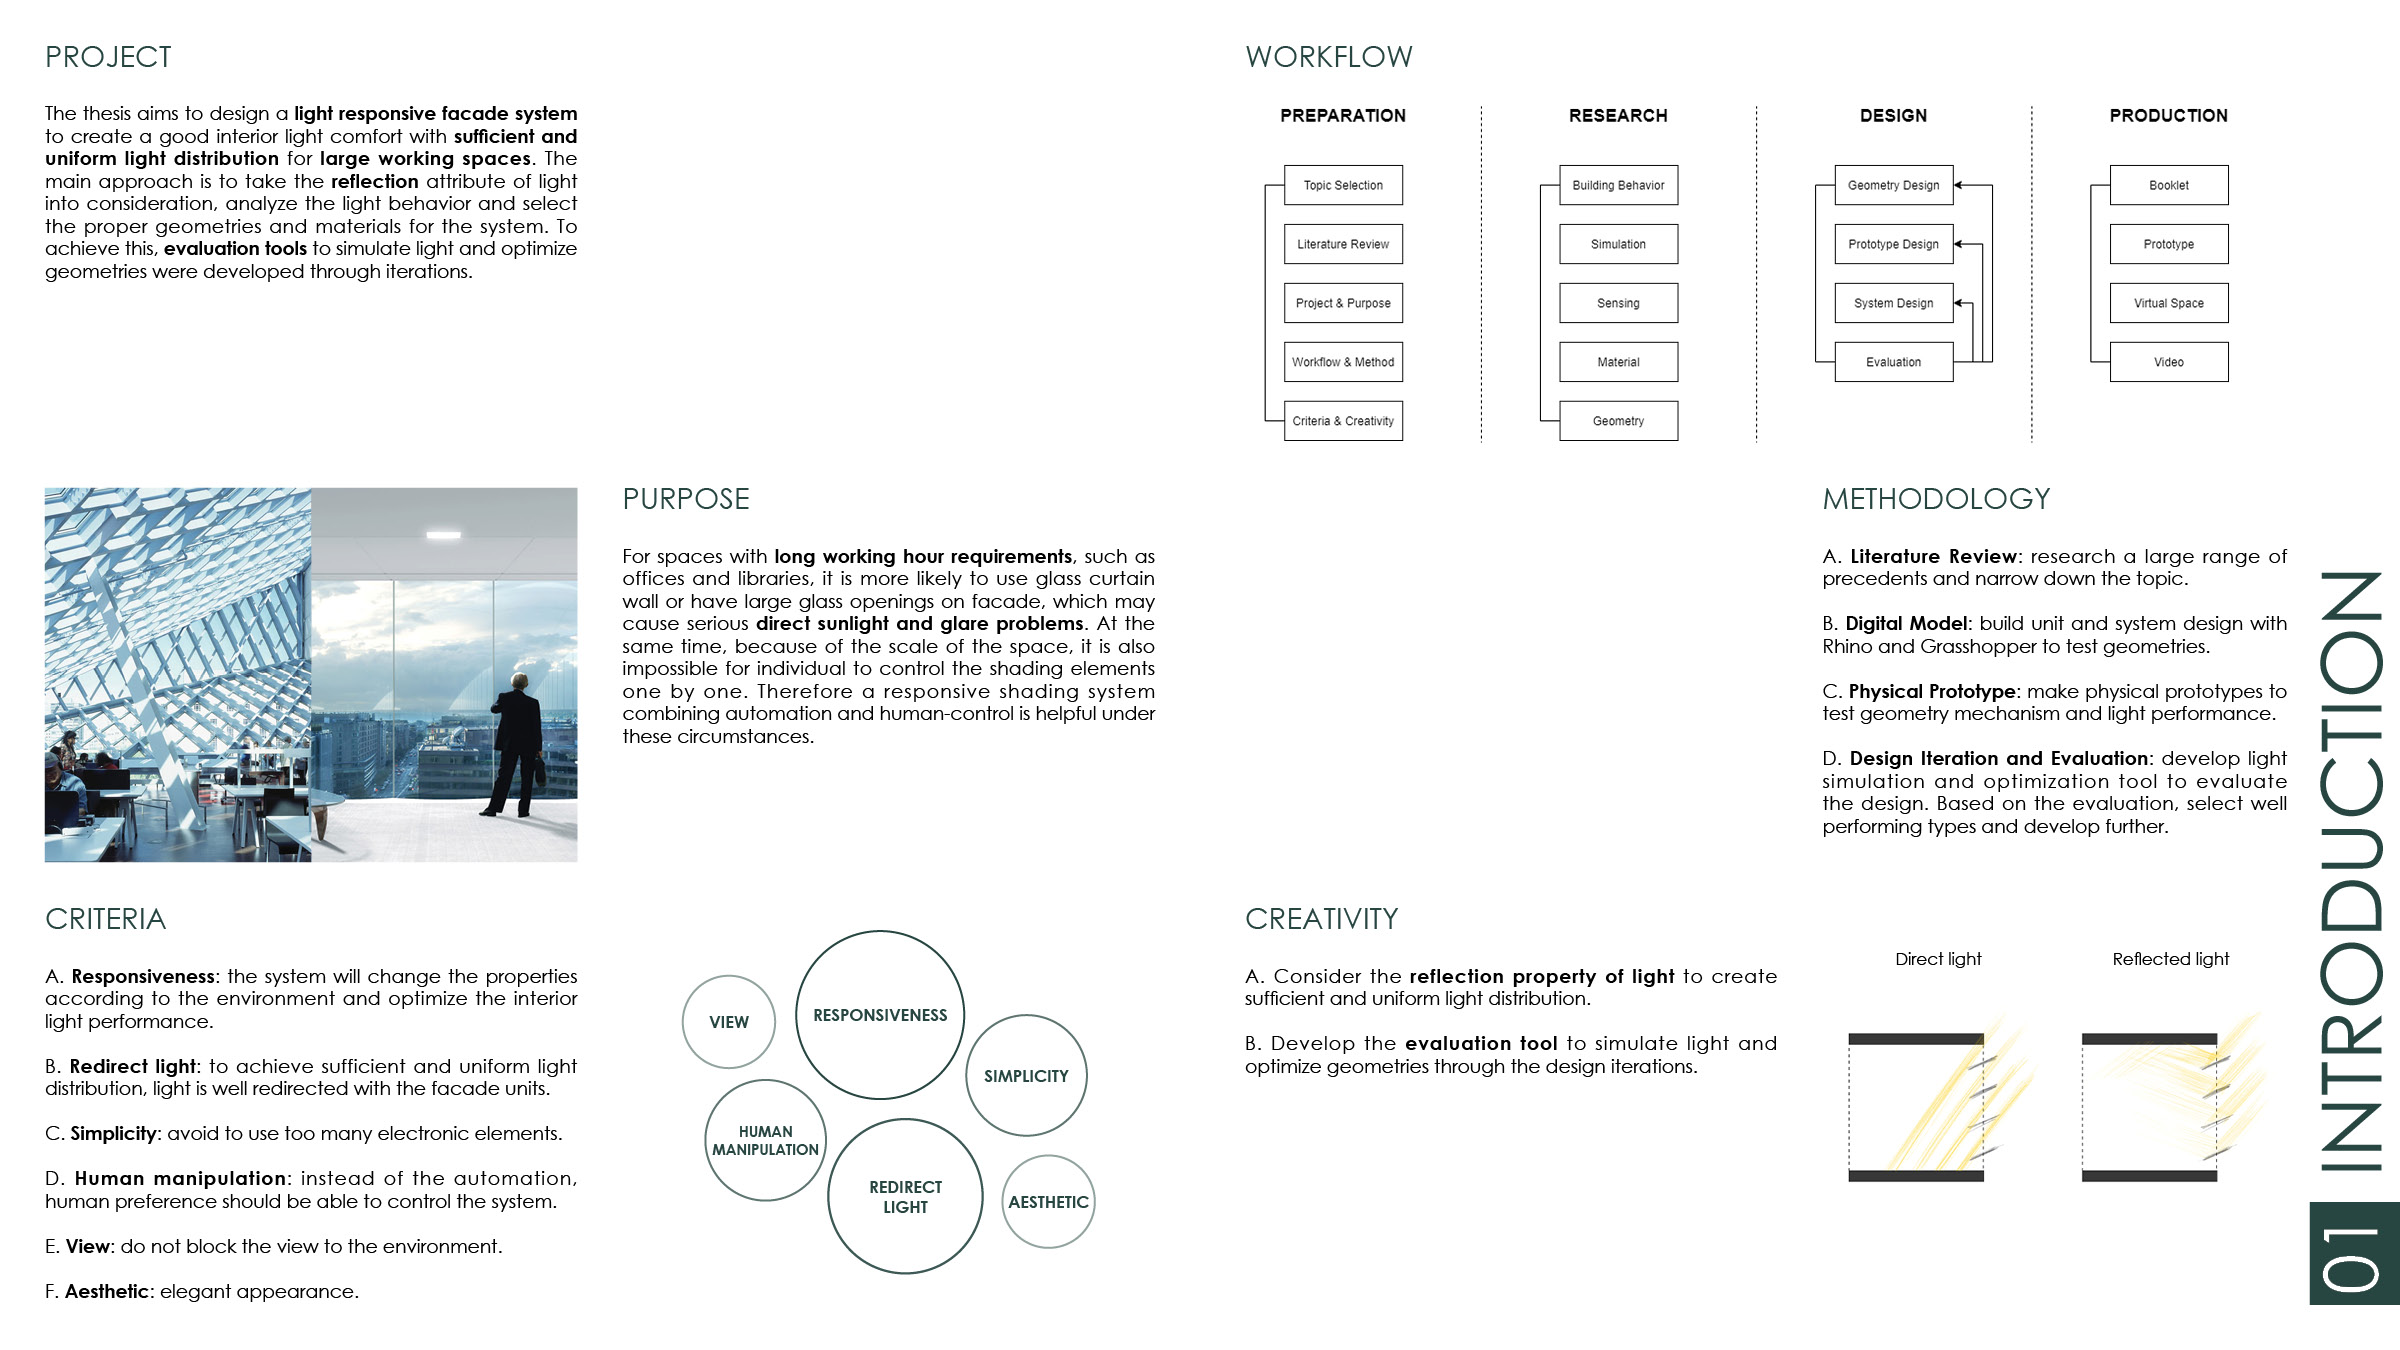 PROJECT
The thesis aims to design a light responsive facade system
to create a good interior light comfort with sufficient and
uniform light distribution for large working spaces. The
main approach is to take the reflection attribute of light
into consideration, analyze the light behavior and select
the proper geometries and materials for the system. To
achieve this, evaluation tools to simulate light and optimize
geometries were developed through iterations.
WORKFLOW
PREPARATION
Topic Selection
Literature Review
Project & Purpose
Workflow & Method
Criteria & Creativity
RESEARCH
Building Behavior
Simulation
Sensing
Material
Geometry
DESIGN
Geometry Design
Prototype Design
System Design
Evaluation
PRODUCTION
Booklet
Prototype
Virtual Space
Video
PURPOSE
For spaces with long working hour requirements, such as
offices and libraries, it is more likely to use glass curtain
wall or have large glass openings on facade, which may
cause serious direct sunlight and glare problems. At the
same time, because of the scale of the space, it is also
impossible for individual to control the shading elements
one by one. Therefore a responsive shading system
combining automation and human-control is helpful under
these circumstances.
METHODOLOGY
A. Literature Review: research a large range of
precedents and narrow down the topic.
B. Digital Model: build unit and system design with
Rhino and Grasshopper to test geometries.
C. Physical Prototype: make physical prototypes to
test geometry mechanism and light performance.
D. Design Iteration and Evaluation: develop light
simulation and optimization tool to evaluate
the design. Based on the evaluation, select well
performing types and develop further.
CRITERIA
A. Responsiveness: the system will change the properties
according to the environment and optimize the interior
light performance.
B. Redirect light: to achieve sufficient and uniform light
distribution, light is well redirected with the facade units.
C. Simplicity: avoid to use too many electronic elements.
D. Human manipulation: instead of the automation,
human preference should be able to control the system.
E. View: do not block the view to the environment.
F. Aesthetic: elegant appearance.
VIEW
RESPONSIVENESS
SIMPLICITY
HUMAN
MANIPULATION
REDIRECT
LIGHT
AESTHETIC
CREATIVITY
A. Consider the reflection property of light to create
sufficient and uniform light distribution.
B. Develop the evaluation tool to simulate light and
optimize geometries through the design iterations.
Direct light
Reflected light
01 INTRODUCTION